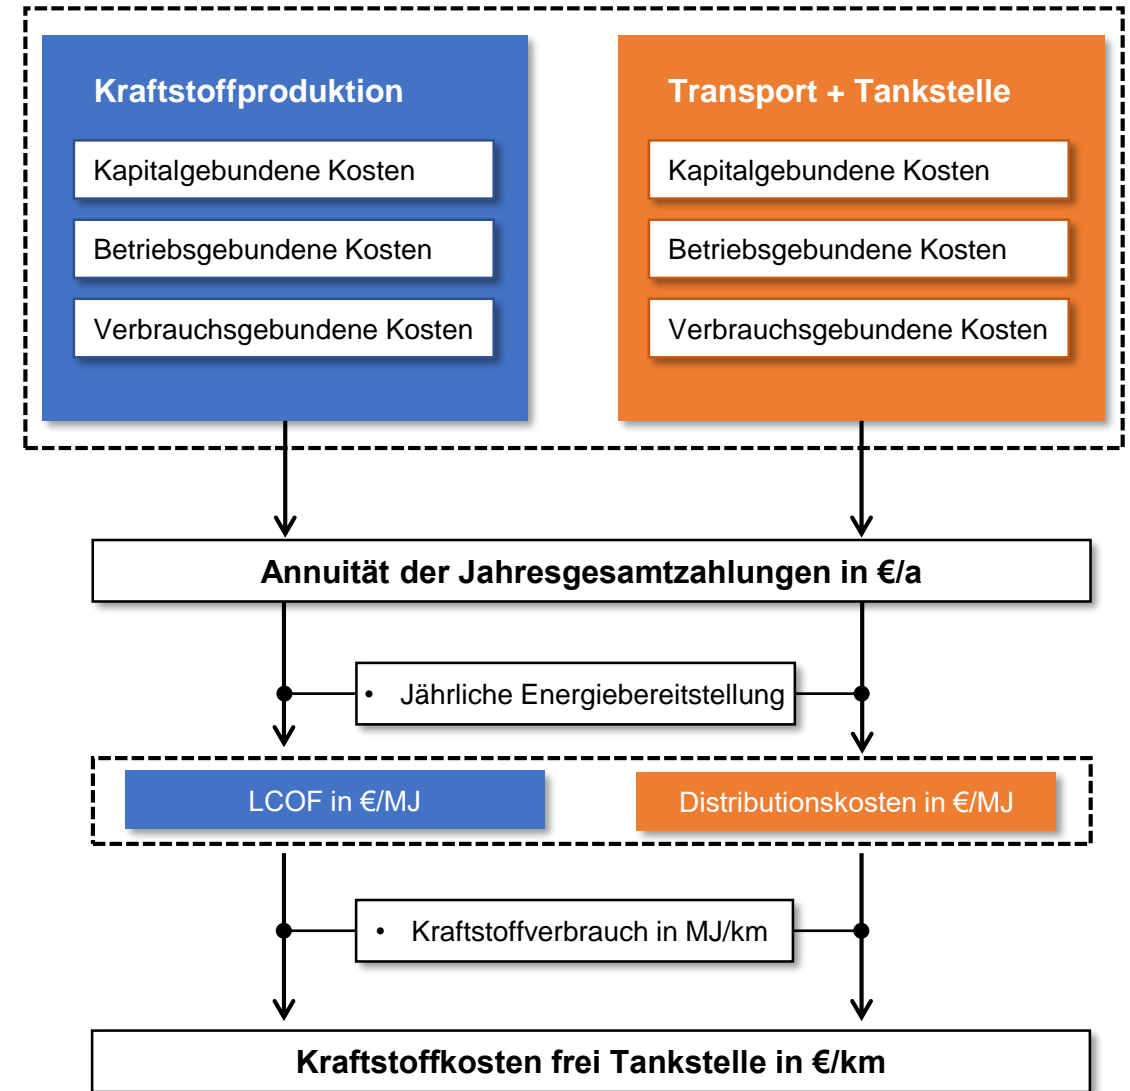 Kraftstoffproduktion
Kapitalgebundene Kosten
Betriebsgebundene Kosten
Verbrauchsgebundene Kosten
Transport + Tankstelle
Kapitalgebundene Kosten
Betriebsgebundene Kosten
Verbrauchsgebundene Kosten
Annuität der Jahresgesamtzahlungen in €/a
• Jährliche Energiebereitstellung
LCOF in €/MJ
Distributionskosten in €/MJ
• Kraftstoffverbrauch in MJ/km
Kraftstoffkosten frei Tankstelle in €/km